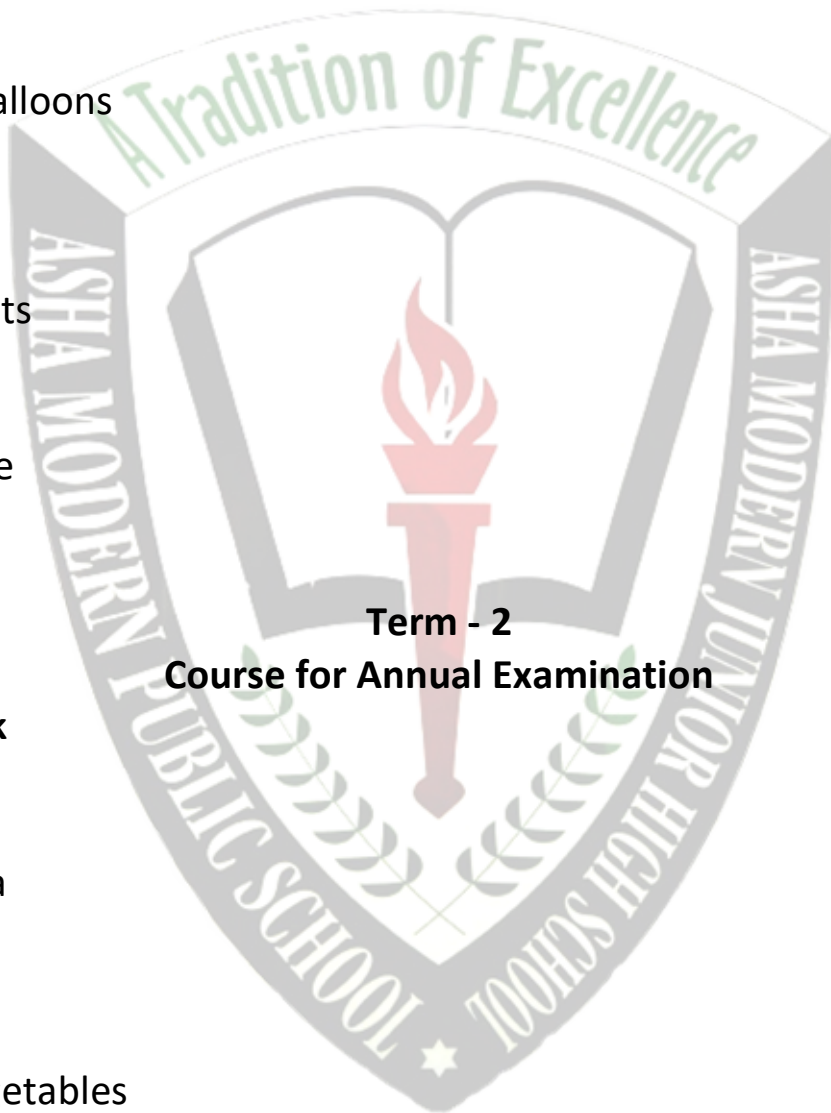 A Tradition of Excellence
alloons
ASHA MODERN PUBLIC SCHOOL
ASHA MODERN JUNIOR HIGH SCHOOL
ts
e
Term - 2
Course for Annual Examination
k
a
etables